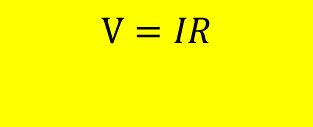 V = IR